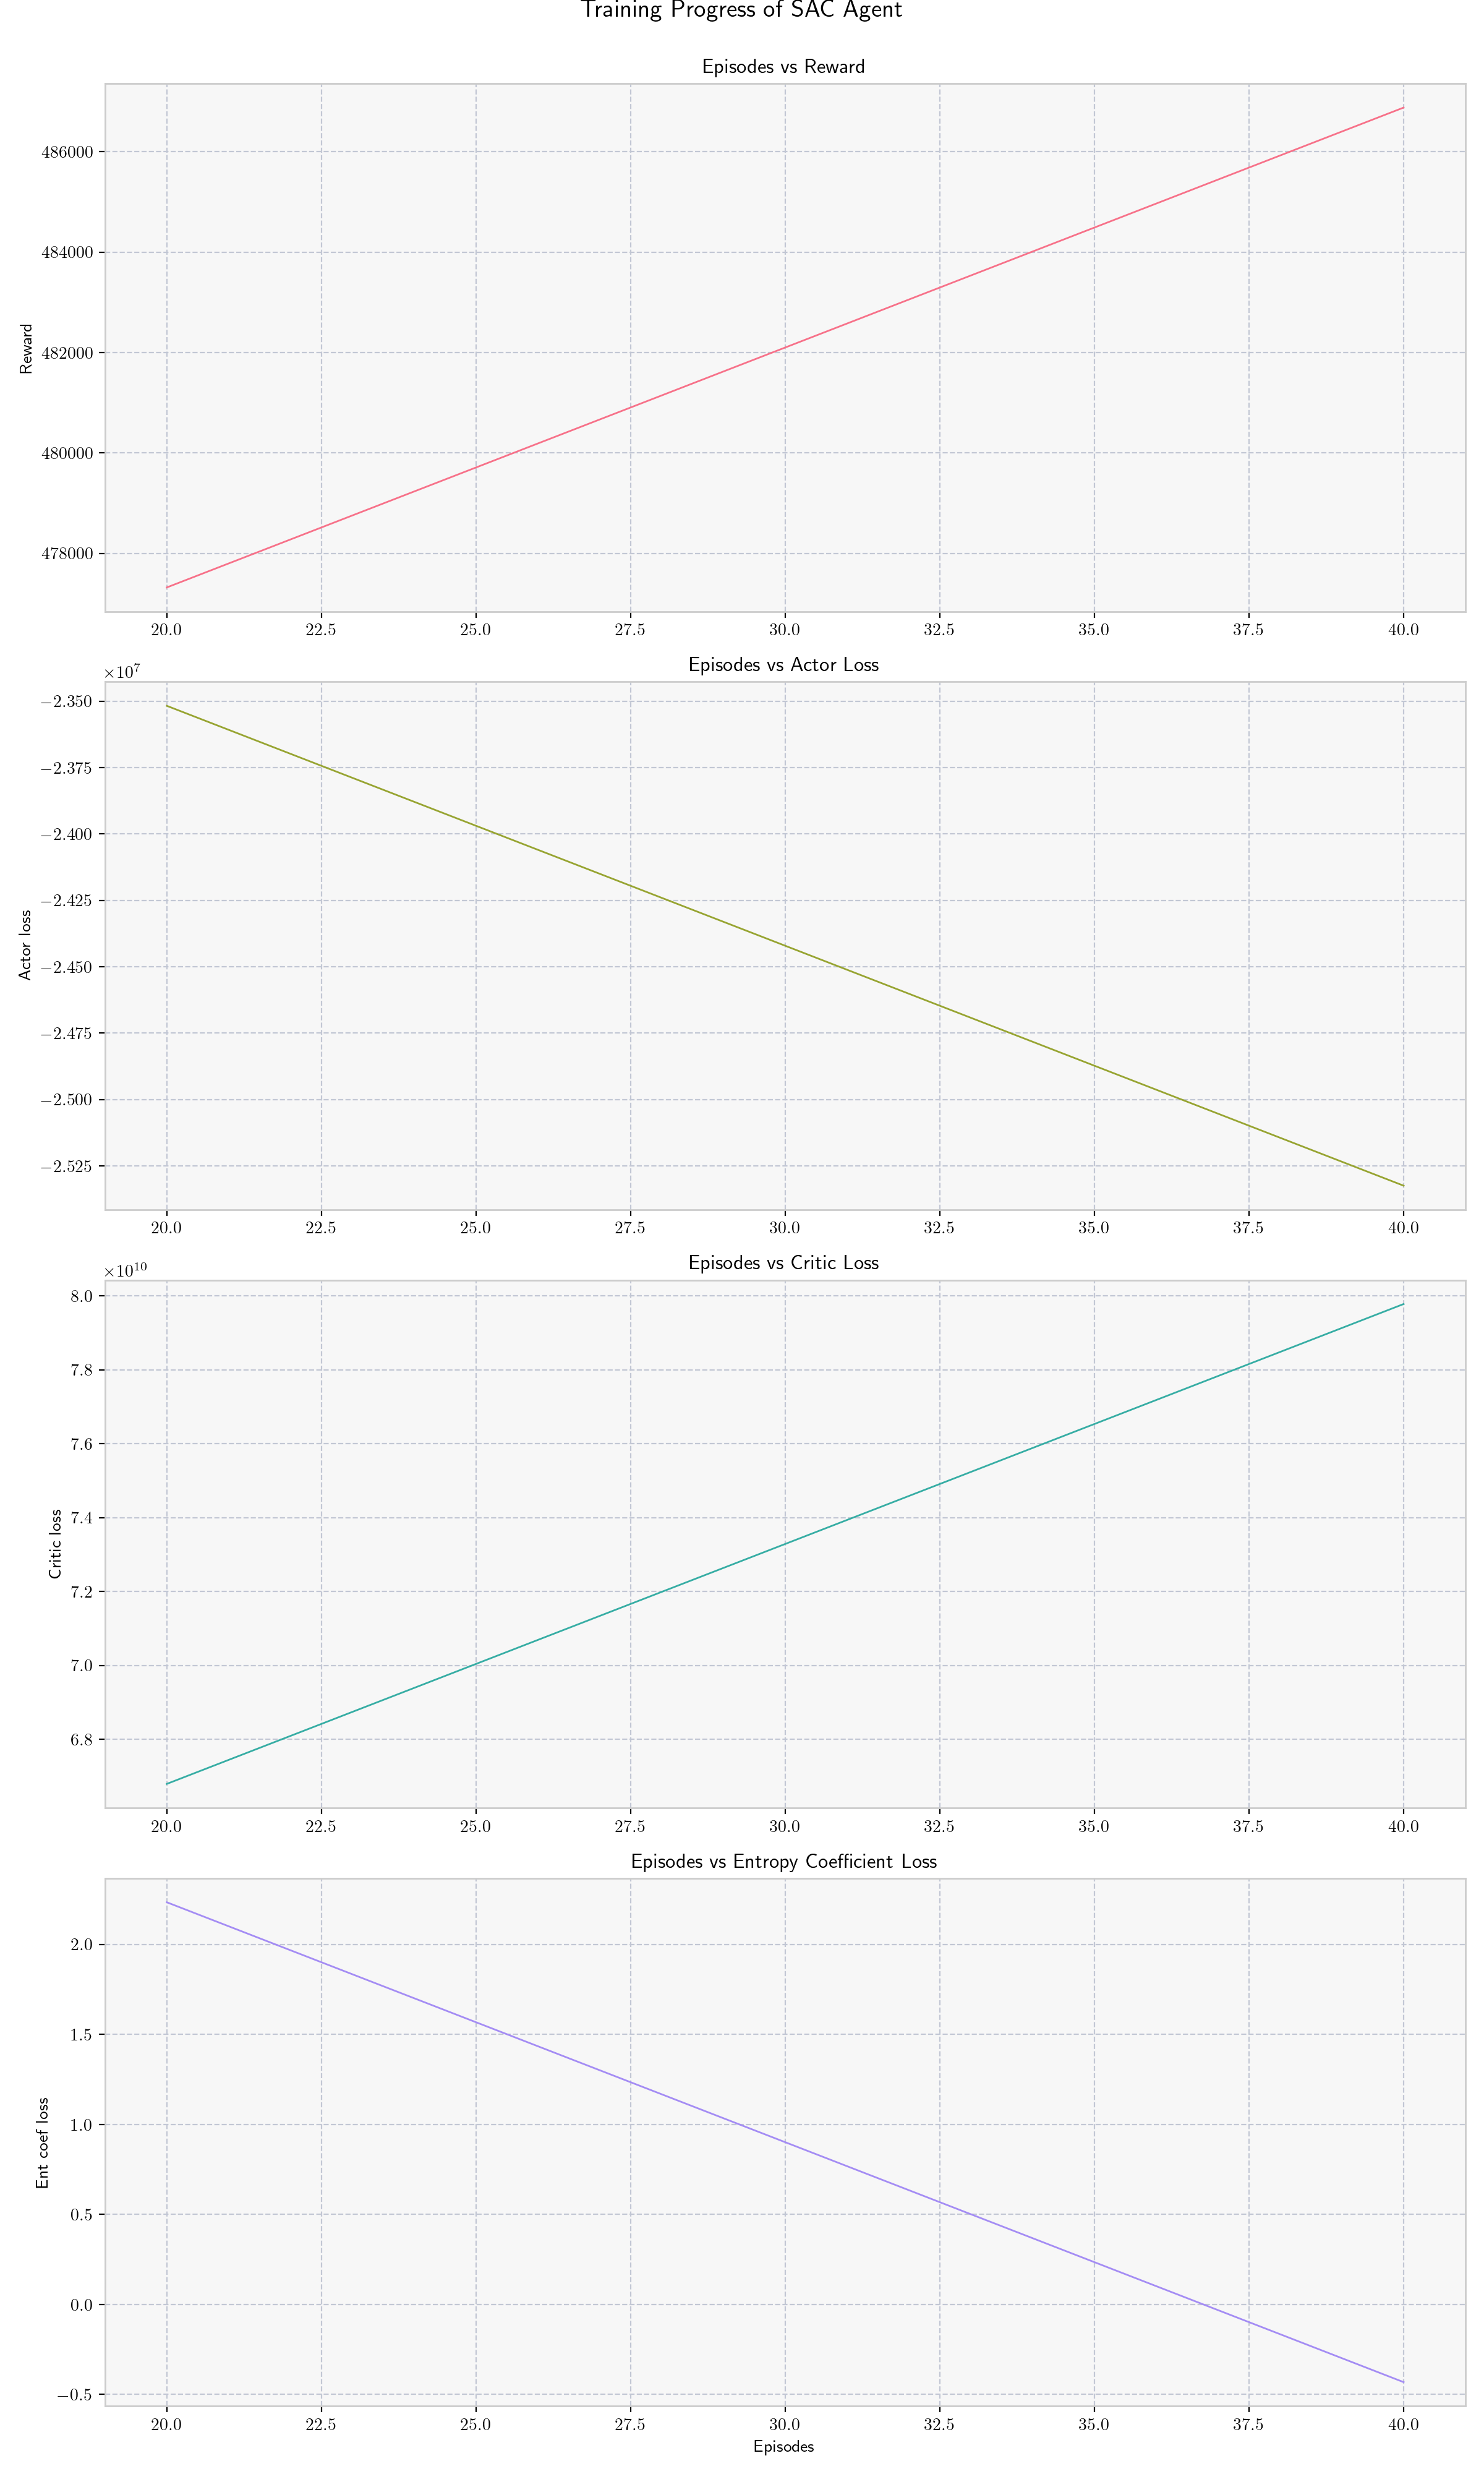 Training Progress of SAC Agent
Episodes vs Reward
Reward
486000
484000
482000
480000
478000
20.0 22.5 25.0 27.5 30.0 32.5 35.0 37.5 40.0
Episodes vs Actor Loss
×10⁷
Actor loss
−2.350
−2.375
−2.400
−2.425
−2.450
−2.475
−2.500
−2.525
20.0 22.5 25.0 27.5 30.0 32.5 35.0 37.5 40.0
Episodes vs Critic Loss
×10¹⁰
Critic loss
8.0
7.8
7.6
7.4
7.2
7.0
6.8
20.0 22.5 25.0 27.5 30.0 32.5 35.0 37.5 40.0
Episodes vs Entropy Coefficient Loss
Ent coef loss
2.0
1.5
1.0
0.5
0.0
−0.5
20.0 22.5 25.0 27.5 30.0 32.5 35.0 37.5 40.0
Episodes